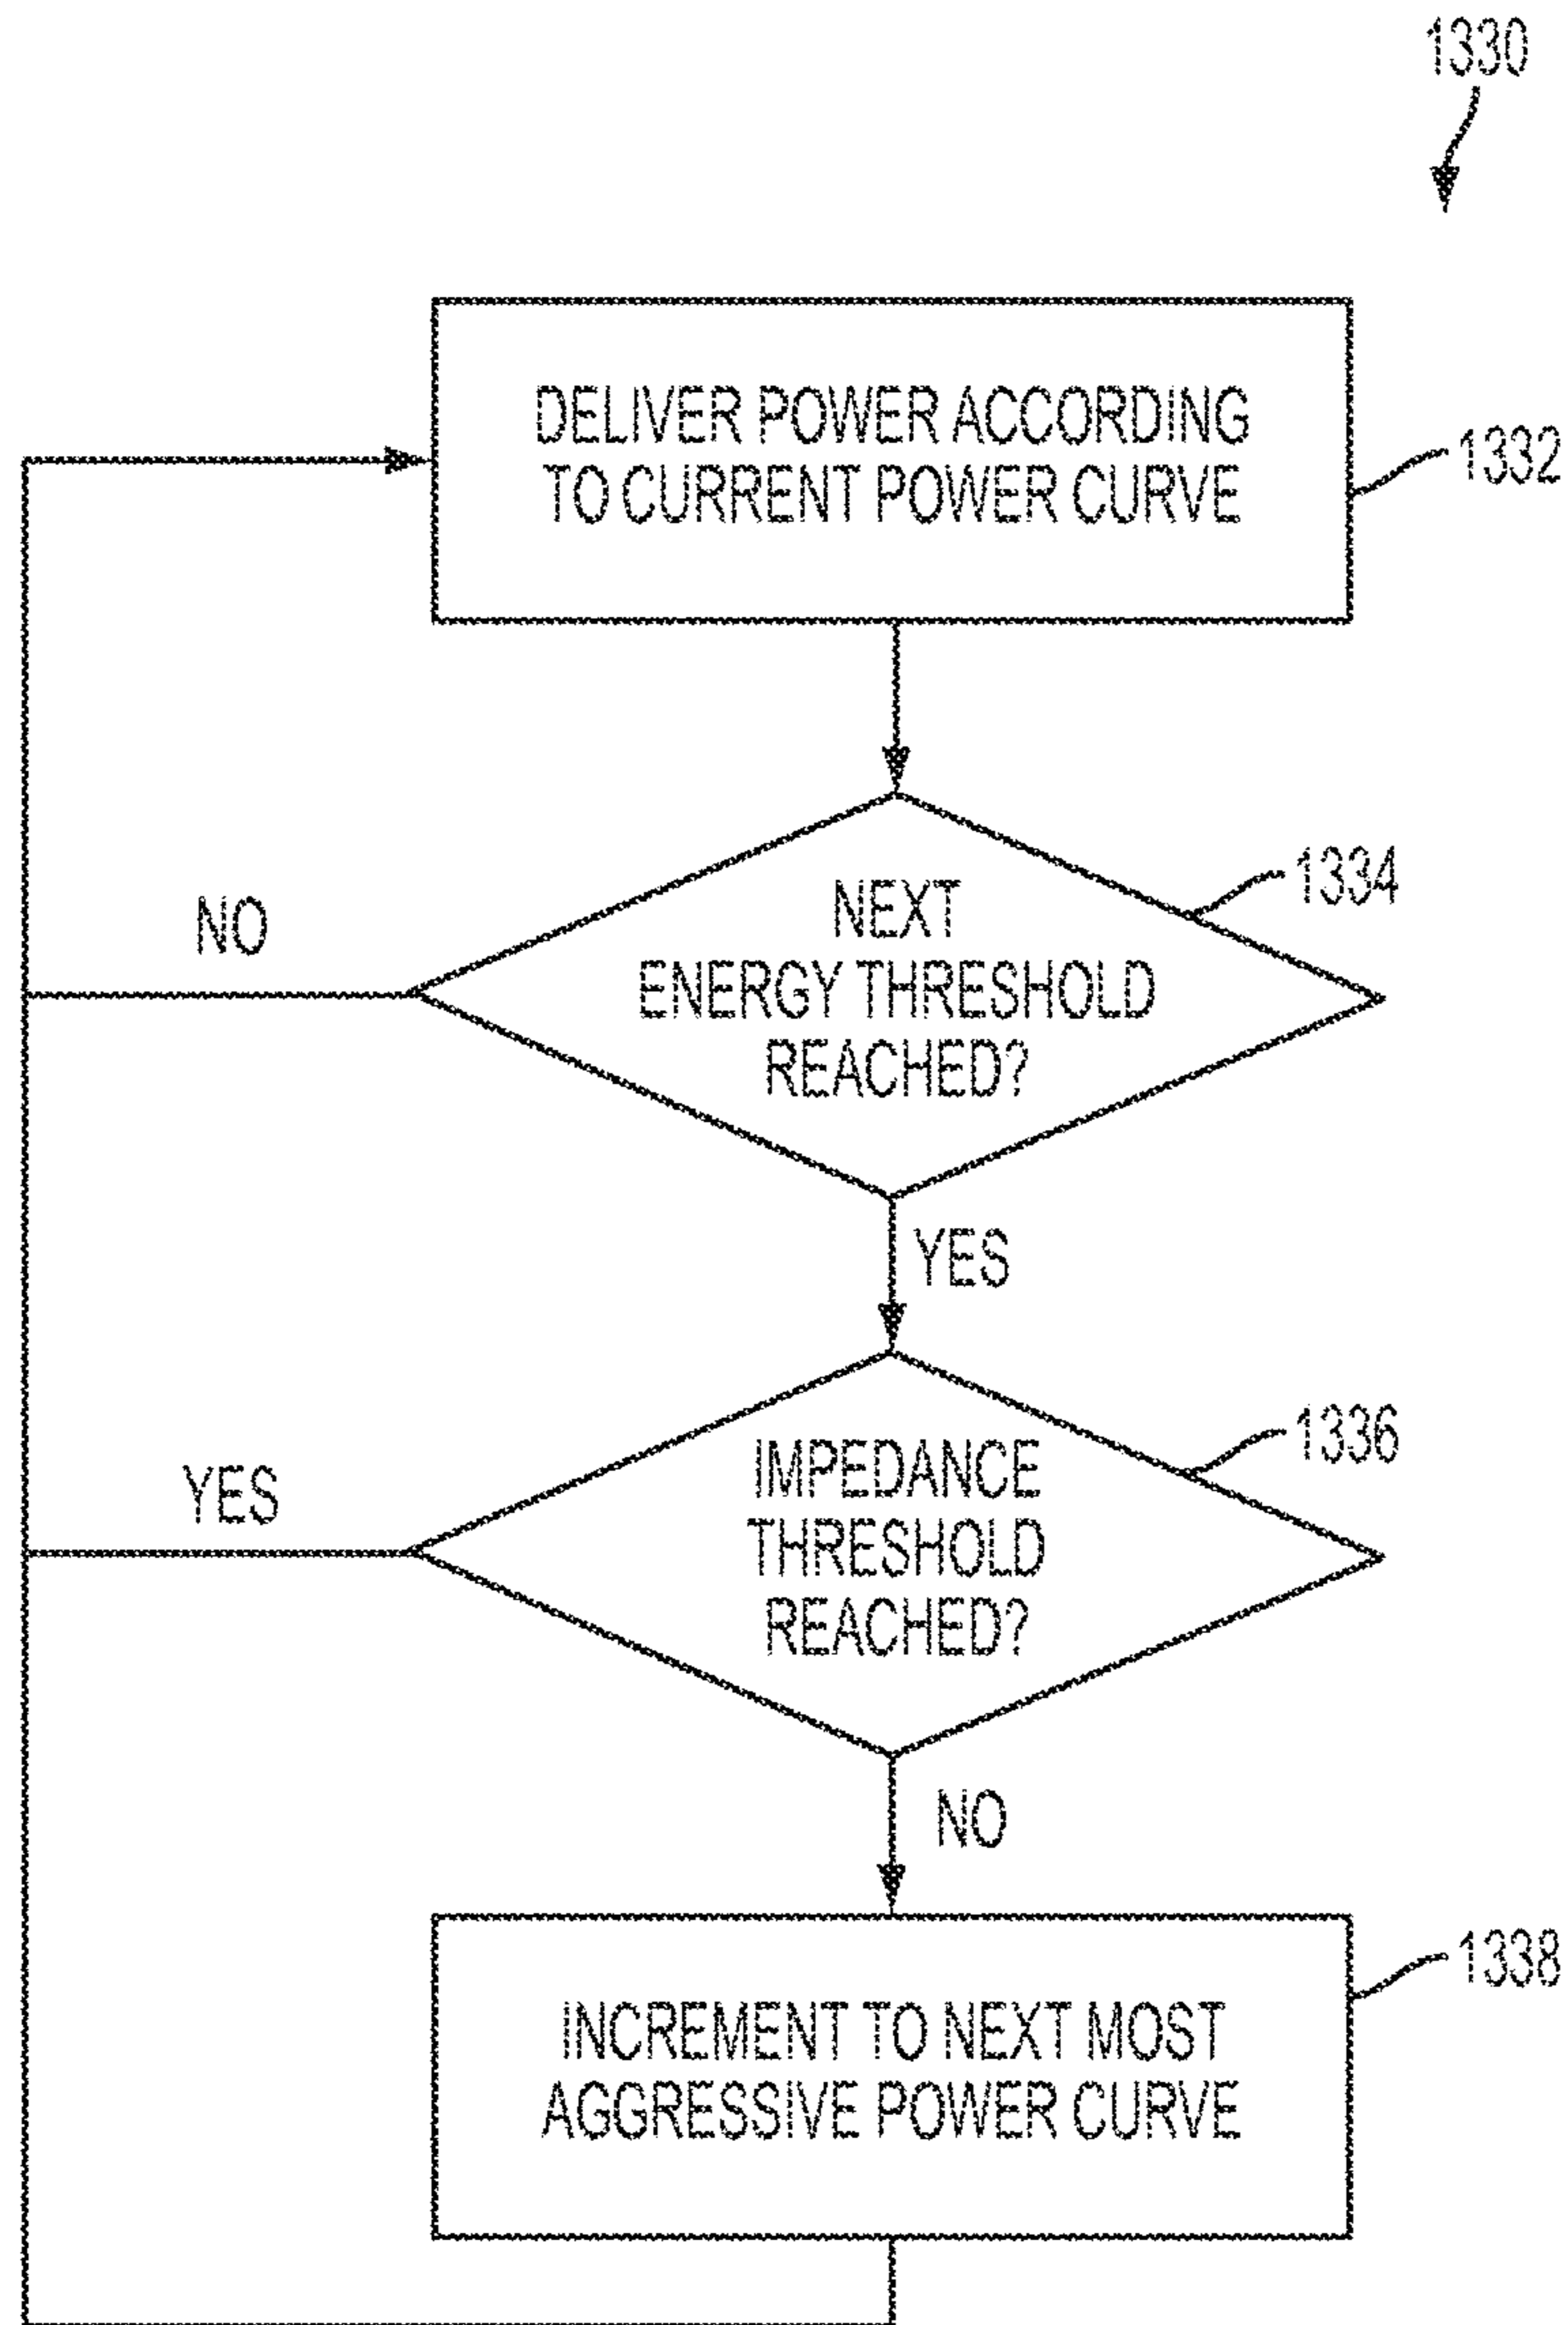 1330
DELIVER POWER ACCORDING
TO CURRENT POWER CURVE
1332
NEXT
ENERGY THRESHOLD
REACHED?
1334
NO
YES
IMPEDANCE
THRESHOLD
REACHED?
1336
YES
NO
INCREMENT TO NEXT MOST
AGGRESSIVE POWER CURVE
1338